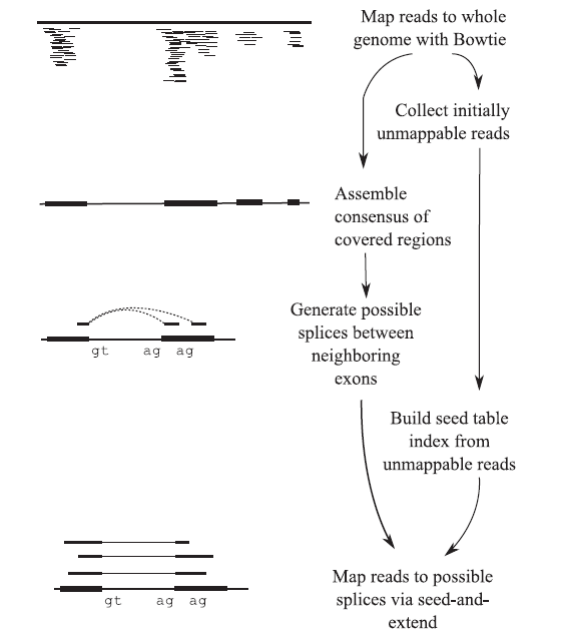 Map reads to whole
genome with Bowtie
Collect initially
unmappable reads
Assemble
consensus of
covered regions
Generate possible
splices between
neighboring
exons
gt ag ag
Build seed table
index from
unmappable reads
Map reads to possible
splices via seed-and-
extend
gt ag ag